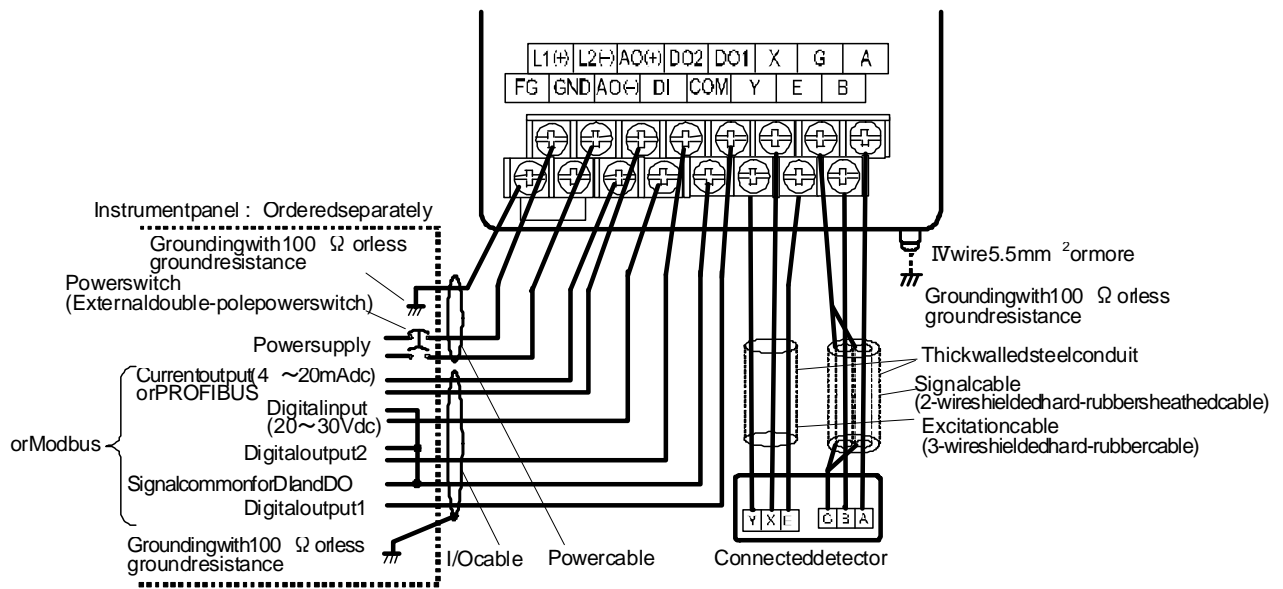 L1(+) L2(-) AO(+) DO2 DO1 X G A
FG GND AO(-) DI COM Y E B
Instrumentpanel : Orderedseparately
Groundingwith100 Ω orless
groundresistance
Powerswitch
(Externaldouble-polepowerswitch)
Powersupply
Currentoutput(4 ~20mAdc)
orPROFIBUS
Digitalinput
(20~30Vdc)
orModbus
Digitaloutput2
SignalcommonforDIandDO
Digitaloutput1
Groundingwith100 Ω orless
groundresistance
I/Ocable
Powercable
IVwire5.5mm ²ormore
Groundingwith100 Ω orless
groundresistance
Thickwalledsteelconduit
Signalcable
(2-wireshieldedhard-rubbersheathedcable)
Excitationcable
(3-wireshieldedhard-rubbercable)
Y X E
B A
Connecteddetector